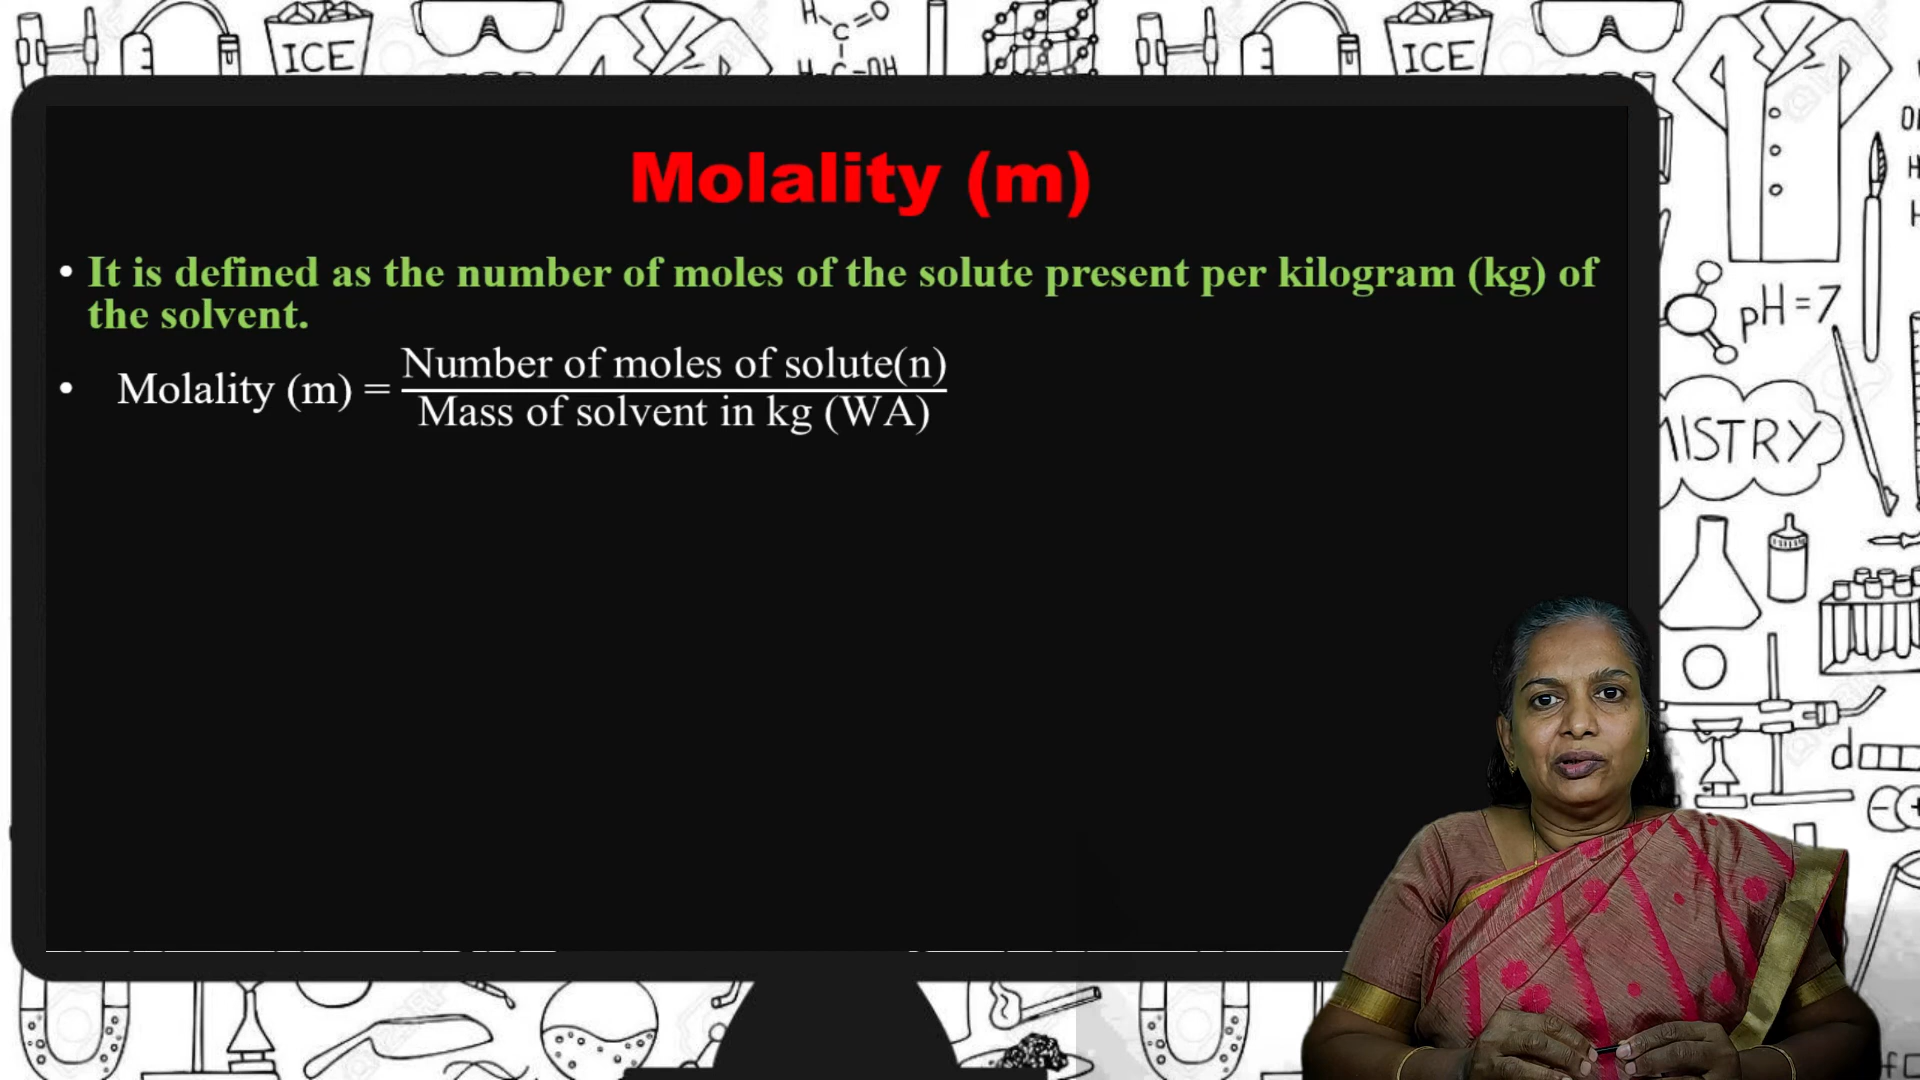 ICE
ICE
Molality (m)
• It is defined as the number of moles of the solute present per kilogram (kg) of
the solvent.
• Molality (m) = Number of moles of solute(n)
Mass of solvent in kg (WA)
pH=7
MISTRY